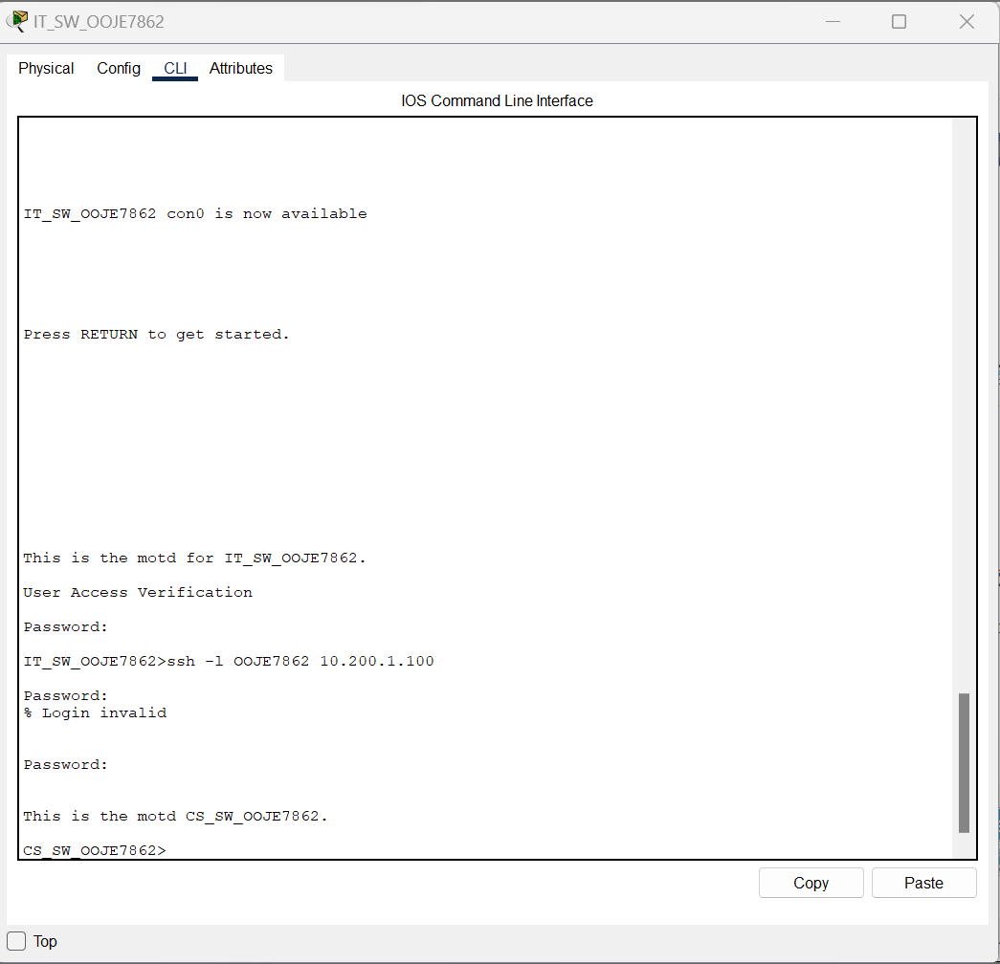 IT_SW_OOJE7862
Physical Config CLI Attributes
IOS Command Line Interface
IT_SW_OOJE7862 con0 is now available
Press RETURN to get started.
This is the motd for IT_SW_OOJE7862.
User Access Verification
Password:
IT_SW_OOJE7862>ssh -l OOJE7862 10.200.1.100
Password:
% Login invalid
Password:
This is the motd CS_SW_OOJE7862.
CS_SW_OOJE7862>
Copy Paste
Top